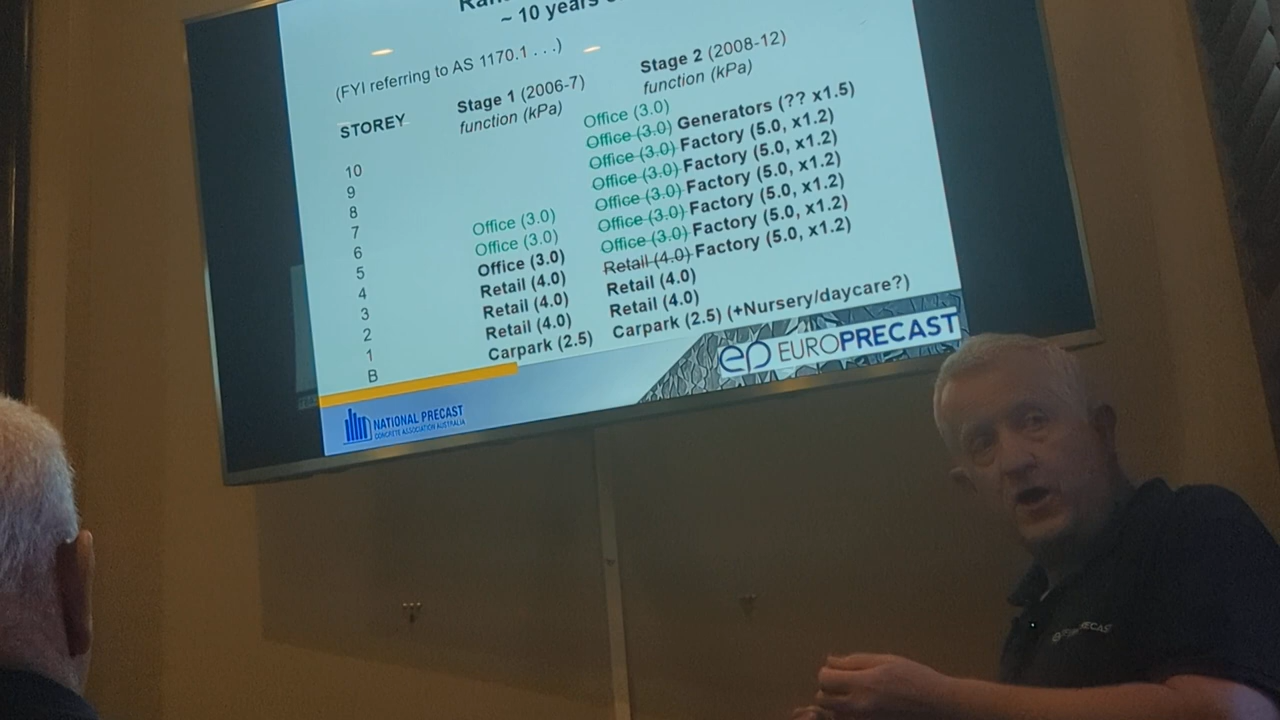 ~ 10 years
(FYI referring to AS 1170.1 . . .)
STOREY Stage 1 (2006-7) Stage 2 (2008-12)
function (kPa) function (kPa)
10 Office (3.0)
9 Office (3.0) Generators (?? x1.5)
8 Office (3.0) Factory (5.0, x1.2)
7 Office (3.0) Factory (5.0, x1.2)
6 Office (3.0) Office (3.0) Factory (5.0, x1.2)
5 Office (3.0) Office (3.0) Factory (5.0, x1.2)
4 Office (3.0) Office (3.0) Factory (5.0, x1.2)
3 Retail (4.0) Retail (4.0) Factory (5.0, x1.2)
2 Retail (4.0) Retail (4.0)
1 Retail (4.0) Retail (4.0)
B Carpark (2.5) Carpark (2.5) (+Nursery/daycare?)
NATIONAL PRECAST
CONCRETE ASSOCIATION AUSTRALIA
ep EUROPRECAST